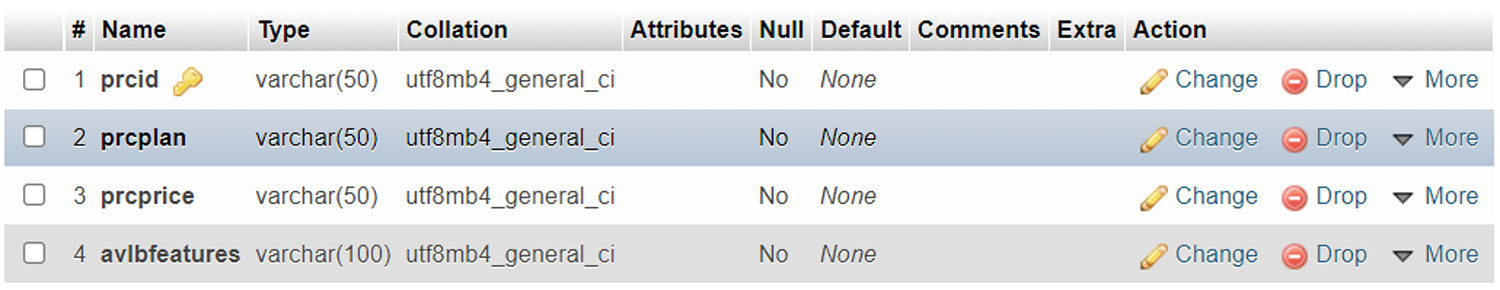 # Name Type Collation Attributes Null Default Comments Extra Action
1 prcid varchar(50) utf8mb4_general_ci No None Change Drop More
2 prcplan varchar(50) utf8mb4_general_ci No None Change Drop More
3 prcprice varchar(50) utf8mb4_general_ci No None Change Drop More
4 avlbfeatures varchar(100) utf8mb4_general_ci No None Change Drop More